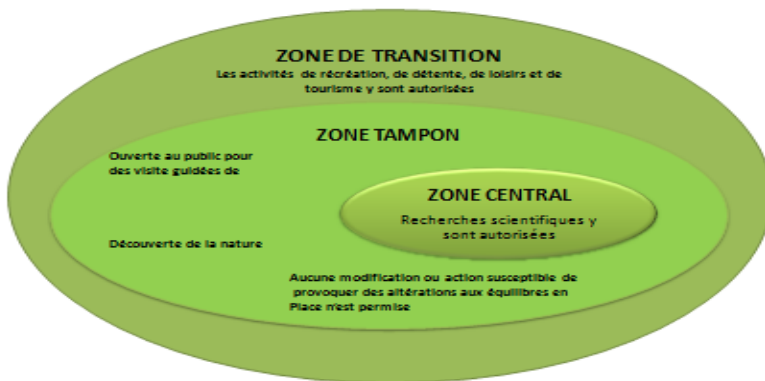 ZONE DE TRANSITION
Les activités de récréation, de détente, de loisirs et de
tourisme y sont autorisées
ZONE TAMPON
Ouverte au public pour
des visite guidées de
Découverte de la nature
ZONE CENTRAL
Recherches scientifiques y
sont autorisées
Aucune modification ou action susceptible de
provoquer des altérations aux équilibres en
Place n'est permise